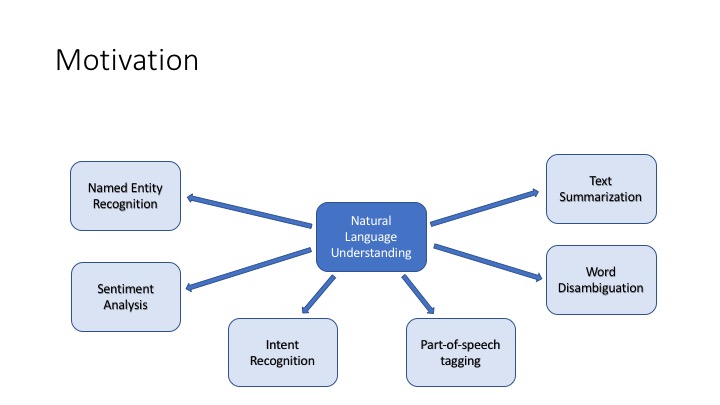 Motivation
Named Entity
Recognition
Sentiment
Analysis
Intent
Recognition
Natural
Language
Understanding
Part-of-speech
tagging
Text
Summarization
Word
Disambiguation